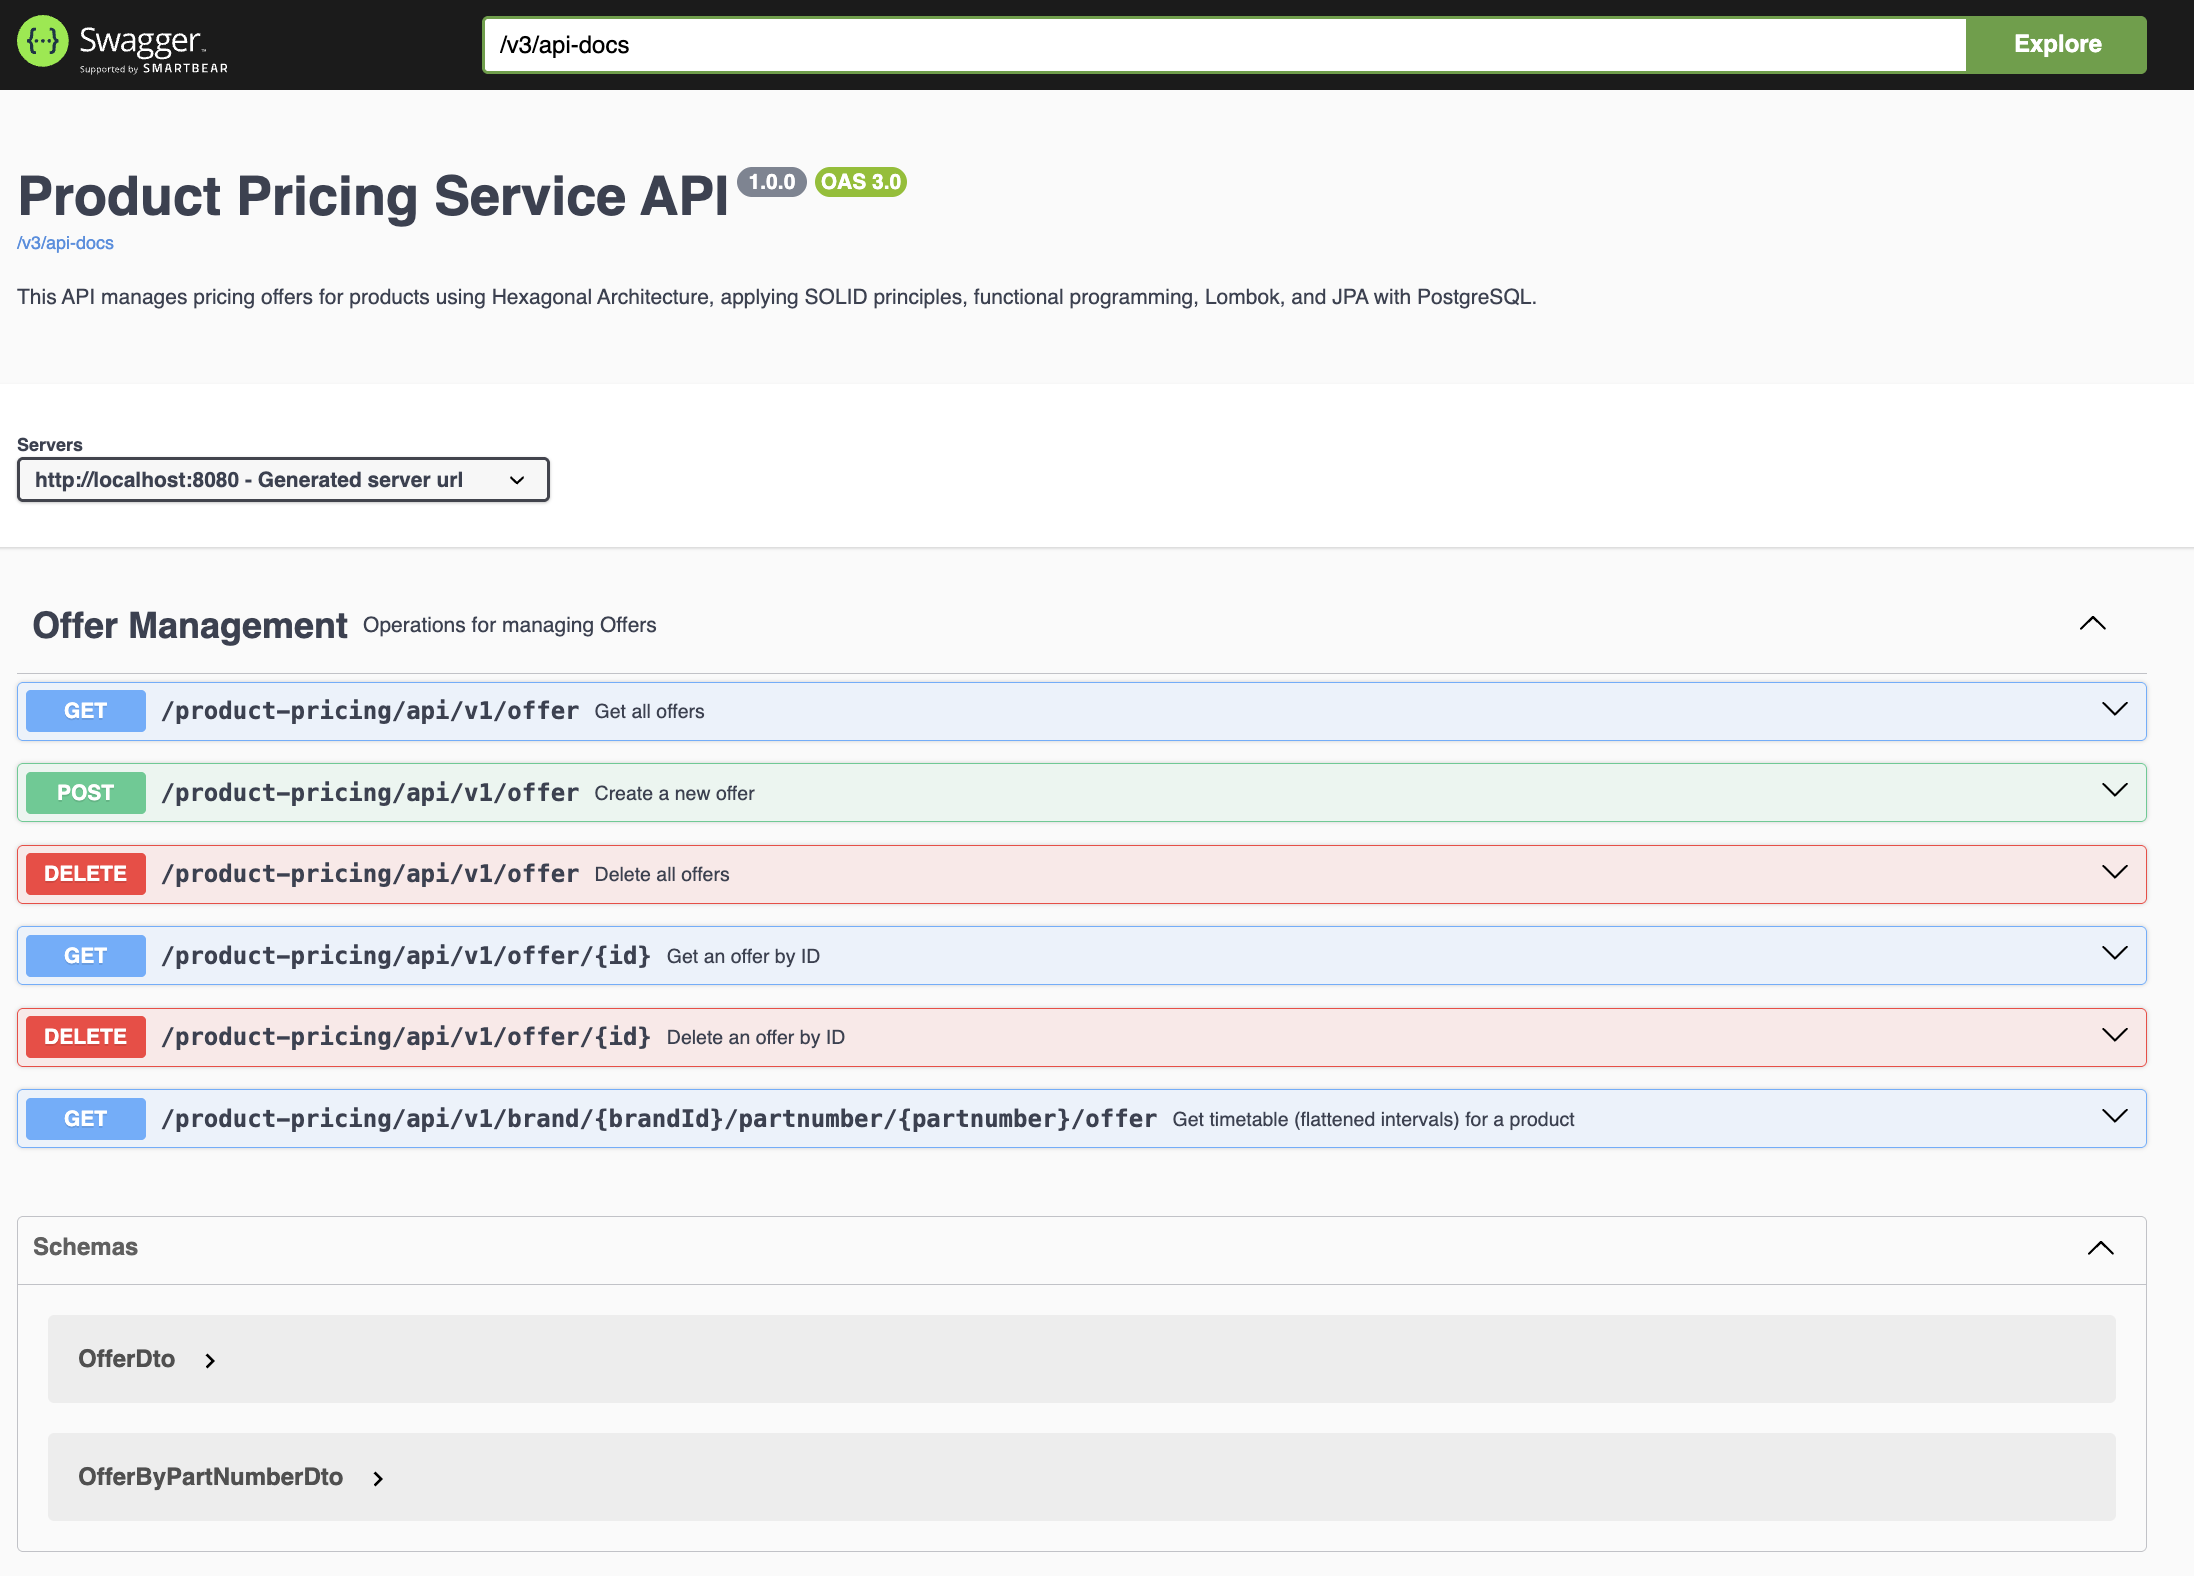 {···} Swagger™
Supported by SMARTBEAR
/v3/api-docs
Explore
Product Pricing Service API 1.0.0 OAS 3.0
/v3/api-docs
This API manages pricing offers for products using Hexagonal Architecture, applying SOLID principles, functional programming, Lombok, and JPA with PostgreSQL.
Servers
http://localhost:8080 - Generated server url
Offer Management Operations for managing Offers
GET /product-pricing/api/v1/offer Get all offers
POST /product-pricing/api/v1/offer Create a new offer
DELETE /product-pricing/api/v1/offer Delete all offers
GET /product-pricing/api/v1/offer/{id} Get an offer by ID
DELETE /product-pricing/api/v1/offer/{id} Delete an offer by ID
GET /product-pricing/api/v1/brand/{brandId}/partnumber/{partnumber}/offer Get timetable (flattened intervals) for a product
Schemas
OfferDto
OfferByPartNumberDto